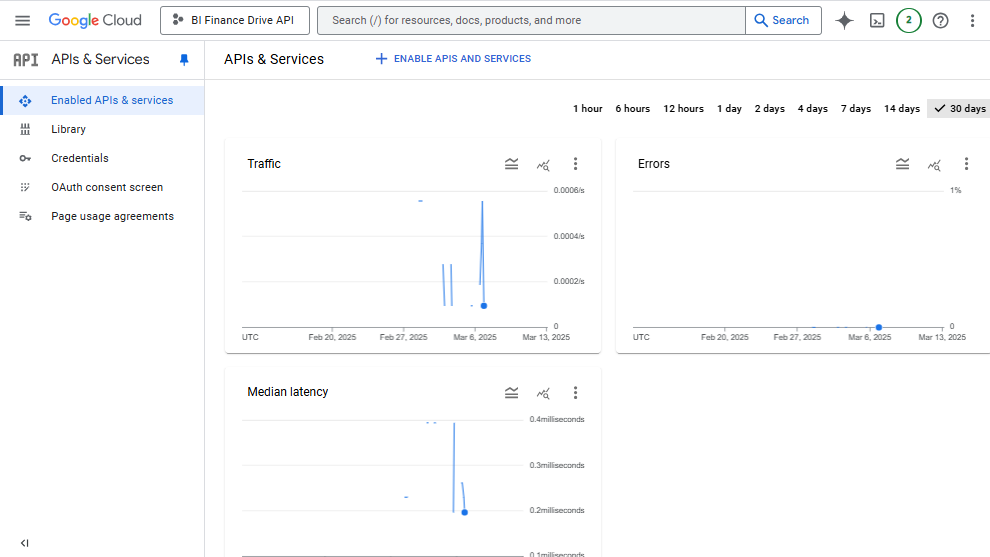 Google Cloud
BI Finance Drive API
Search (/) for resources, docs, products, and more
Search
2
API
APIs & Services
APIs & Services
ENABLE APIS AND SERVICES
Enabled APIs & services
Library
Credentials
OAuth consent screen
Page usage agreements
1 hour 6 hours 12 hours 1 day 2 days 4 days 7 days 14 days 30 days
Traffic
0.0006/s
0.0004/s
0.0002/s
0
UTC Feb 20, 2025 Feb 27, 2025 Mar 6, 2025 Mar 13, 2025
Errors
1%
0
UTC Feb 20, 2025 Feb 27, 2025 Mar 6, 2025 Mar 13, 2025
Median latency
0.4milliseconds
0.3milliseconds
0.2milliseconds
0.1milliseconds